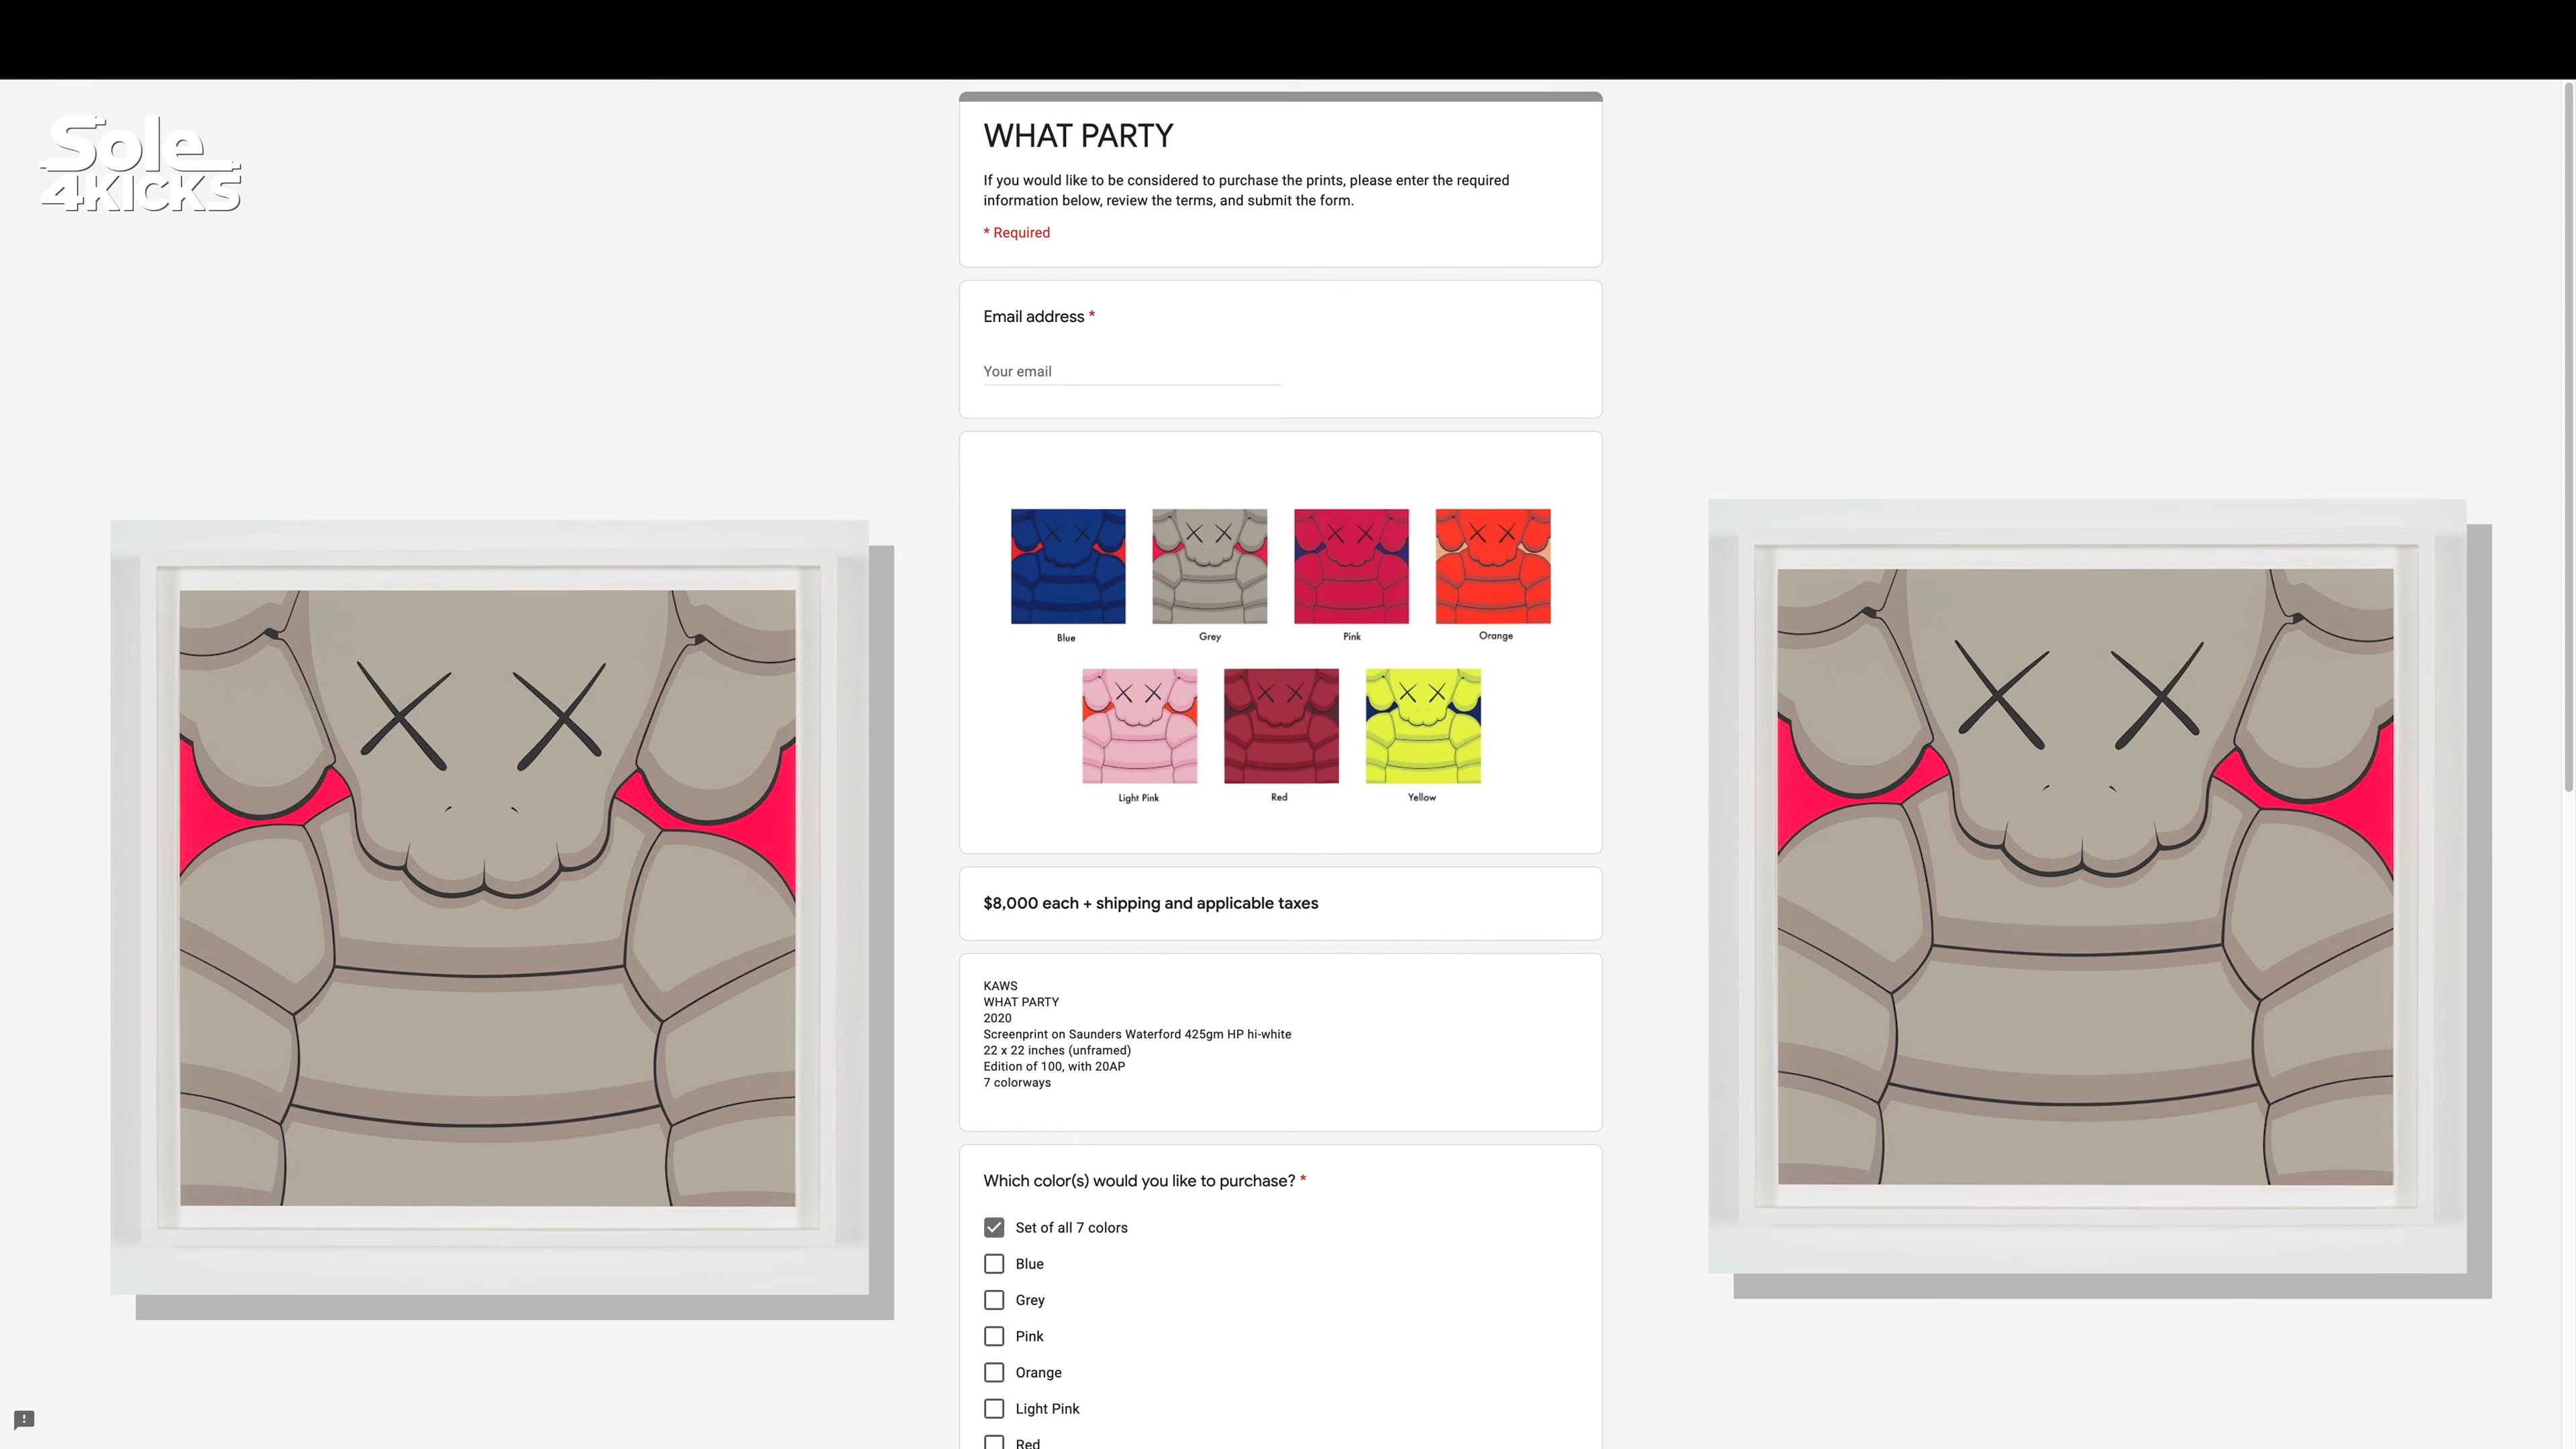 Sole
4KICKS
WHAT PARTY
If you would like to be considered to purchase the prints, please enter the required
information below, review the terms, and submit the form.
* Required
Email address *
Your email
Blue
Grey
Pink
Orange
Light Pink
Red
Yellow
$8,000 each + shipping and applicable taxes
KAWS
WHAT PARTY
2020
Screenprint on Saunders Waterford 425gm HP hi-white
22 x 22 inches (unframed)
Edition of 100, with 20AP
7 colorways
Which color(s) would you like to purchase? *
Set of all 7 colors
Blue
Grey
Pink
Orange
Light Pink
Red